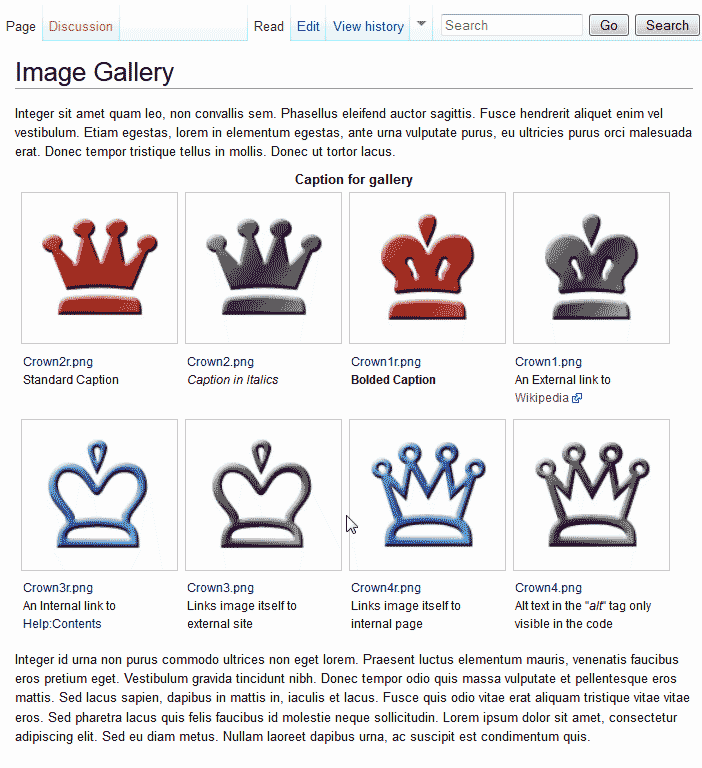 Page Discussion Read Edit View history Search Go Search
Image Gallery
Integer sit amet quam leo, non convallis sem. Phasellus eleifend auctor sagittis. Fusce hendrerit aliquet enim vel
vestibulum. Etiam egestas, lorem in elementum egestas, ante urna vulputate purus, eu ultricies purus orci malesuada
erat. Donec tempor tristique tellus in mollis. Donec ut tortor lacus.
Caption for gallery
Crown2r.png Crown2.png Crown1r.png Crown1.png
Standard Caption Caption in Italics Bolded Caption An External link to
Wikipedia
Crown3r.png Crown3.png Crown4r.png Crown4.png
An Internal link to Links image itself to Links image itself to Alt text in the "alt" tag only
Help:Contents external site internal page visible in the code
Integer id urna non purus commodo ultrices non eget lorem. Praesent luctus elementum mauris, venenatis faucibus
eros pretium eget. Vestibulum gravida tincidunt nibh. Donec tempor odio quis massa vulputate et pellentesque eros
mattis. Sed lacus sapien, dapibus in mattis in, iaculis et lacus. Fusce quis odio vitae erat aliquam tristique vitae vitae
eros. Sed pharetra lacus quis felis faucibus id molestie neque sollicitudin. Lorem ipsum dolor sit amet, consectetur
adipiscing elit. Sed eu diam metus. Nullam laoreet dapibus urna, ac suscipit est condimentum quis.